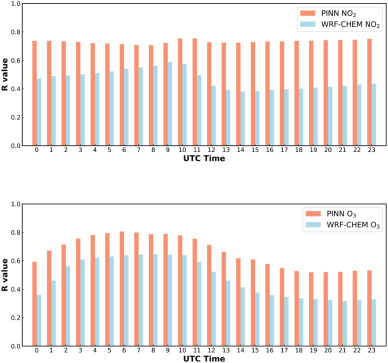 1.0
PINN NO₂
WRF-CHEM NO₂
0.8
0.6
R value
0.4
0.2
0.0
0 1 2 3 4 5 6 7 8 9 10 11 12 13 14 15 16 17 18 19 20 21 22 23
UTC Time
1.0
PINN O₃
WRF-CHEM O₃
0.8
0.6
R value
0.4
0.2
0.0
0 1 2 3 4 5 6 7 8 9 10 11 12 13 14 15 16 17 18 19 20 21 22 23
UTC Time